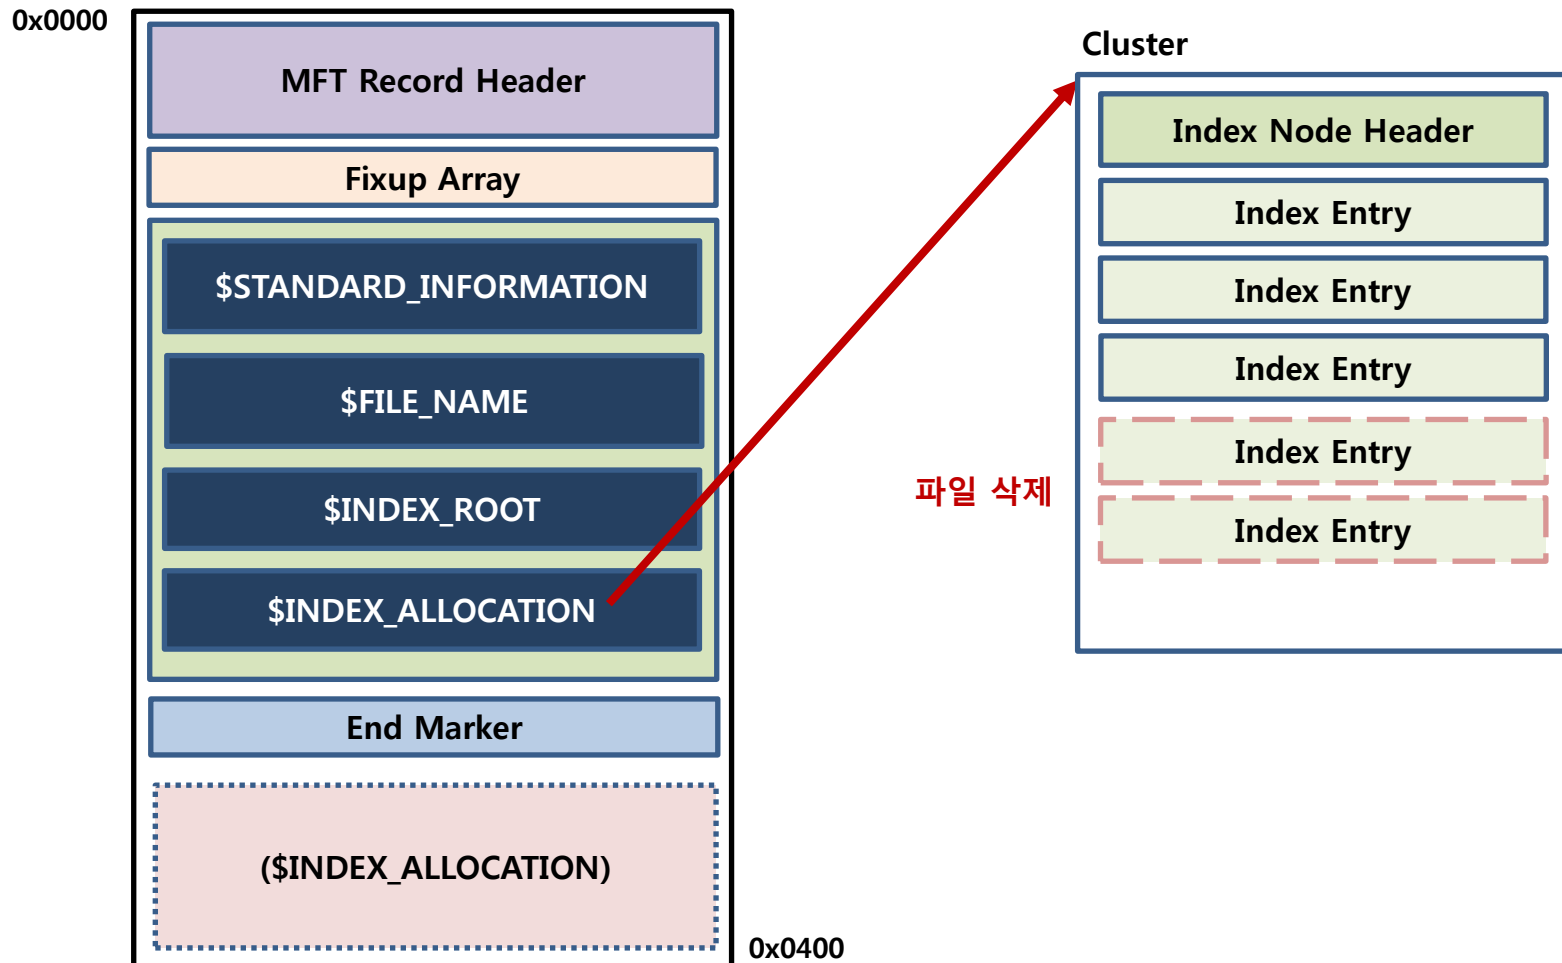 0x0000
MFT Record Header
Fixup Array
$STANDARD_INFORMATION
$FILE_NAME
$INDEX_ROOT
$INDEX_ALLOCATION
End Marker
($INDEX_ALLOCATION)
0x0400
Cluster
Index Node Header
Index Entry
Index Entry
Index Entry
파일 삭제
Index Entry
Index Entry